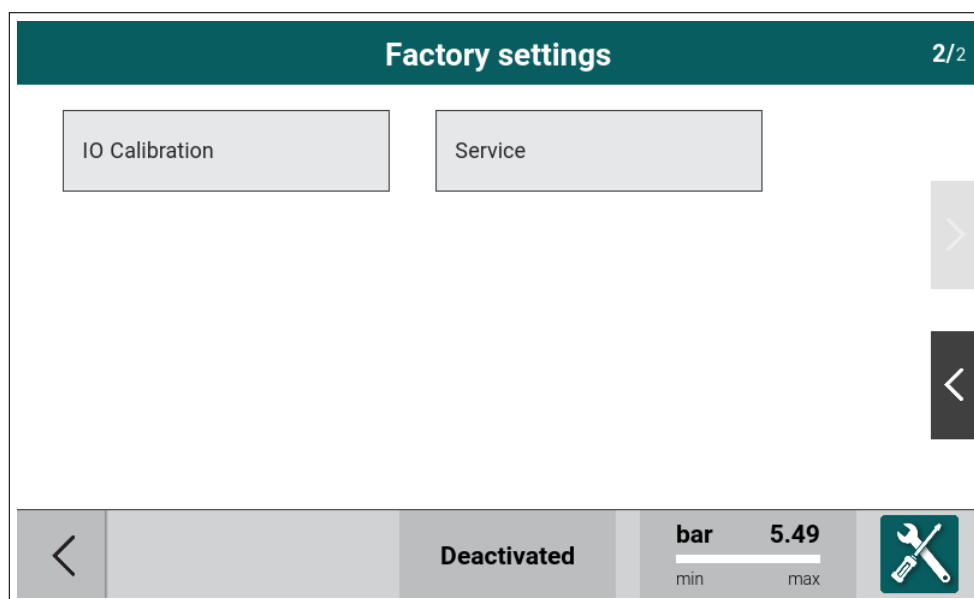 Factory settings 2/2
IO Calibration Service
Deactivated
bar 5.49
min max